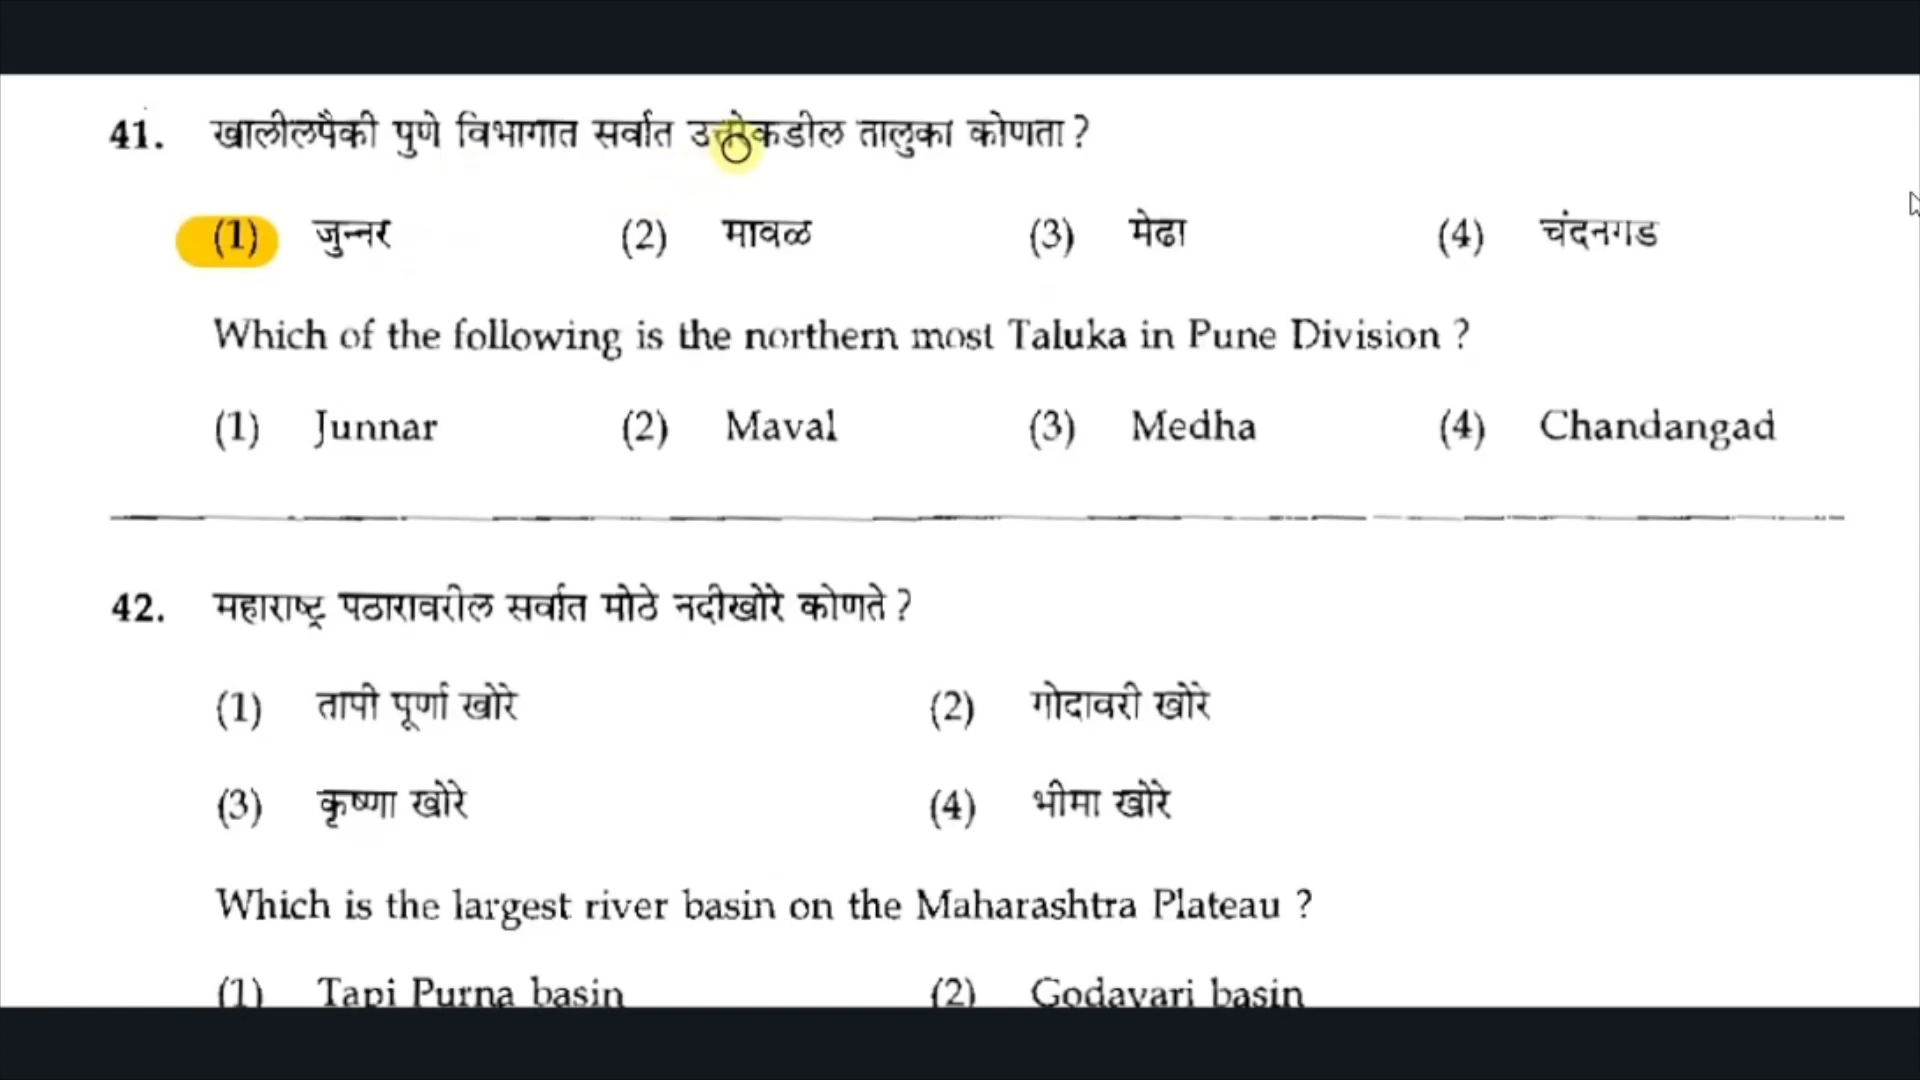 41. खालीलपैकी पुणे विभागात सर्वात उत्तरेकडील तालुका कोणता ?
(1) जुन्नर (2) मावळ (3) मेढा (4) चंदनगड
Which of the following is the northern most Taluka in Pune Division ?
(1) Junnar (2) Maval (3) Medha (4) Chandangad
42. महाराष्ट्र पठारावरील सर्वात मोठे नदीखोरे कोणते ?
(1) तापी पूर्णा खोरे (2) गोदावरी खोरे
(3) कृष्णा खोरे (4) भीमा खोरे
Which is the largest river basin on the Maharashtra Plateau ?
(1) Tapi Purna basin (2) Godavari basin